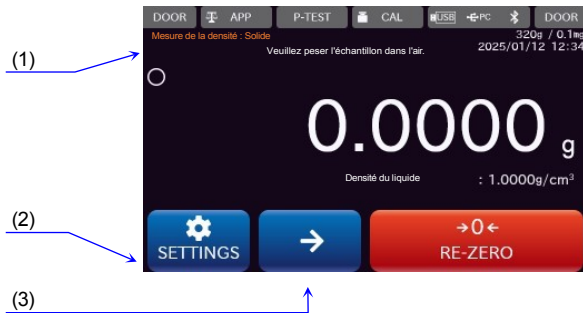 DOOR APP P-TEST CAL USB PC DOOR
Mesure de la densité : Solide 320g / 0.1mg
Veuillez peser l'échantillon dans l'air. 2025/01/12 12:34
(1)
0.0000 g
Densité du liquide : 1.0000g/cm³
(2)
→0←
SETTINGS → RE-ZERO
(3)